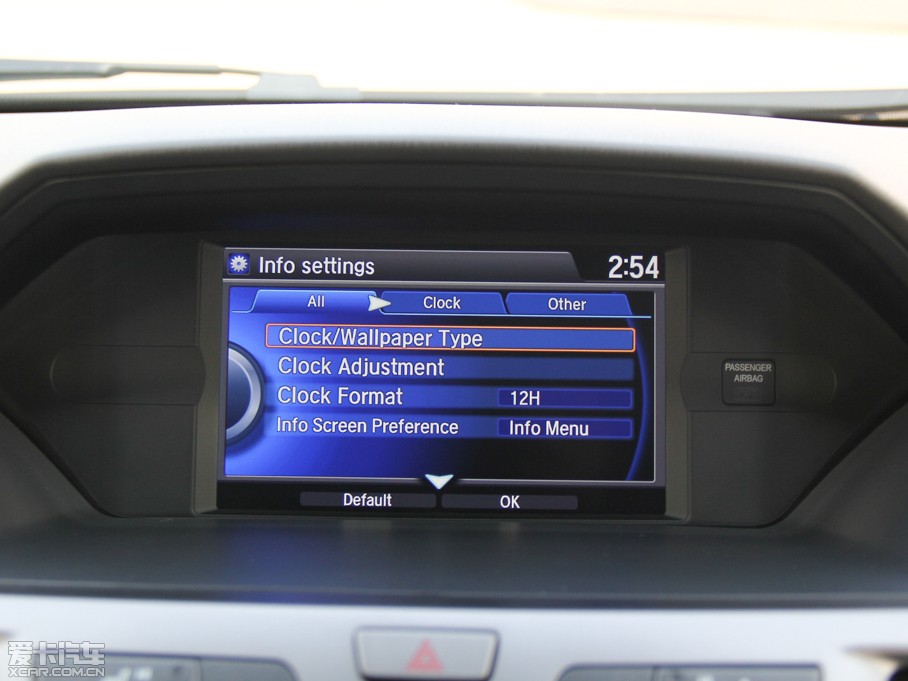 Info settings 2:54
All Clock Other
Clock/Wallpaper Type
Clock Adjustment
Clock Format 12H
Info Screen Preference Info Menu
Default OK
PASSENGER
AIRBAG
爱卡汽车
XCAR.COM.CN